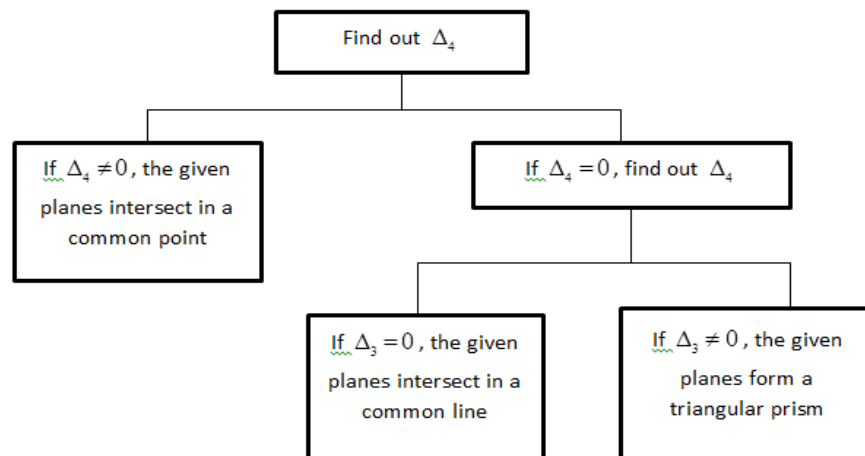 Find out Δ₄
If Δ₄ ≠ 0, the given
planes intersect in a
common point
If Δ₄ = 0, find out Δ₄
If Δ₃ = 0, the given
planes intersect in a
common line
If Δ₃ ≠ 0, the given
planes form a
triangular prism